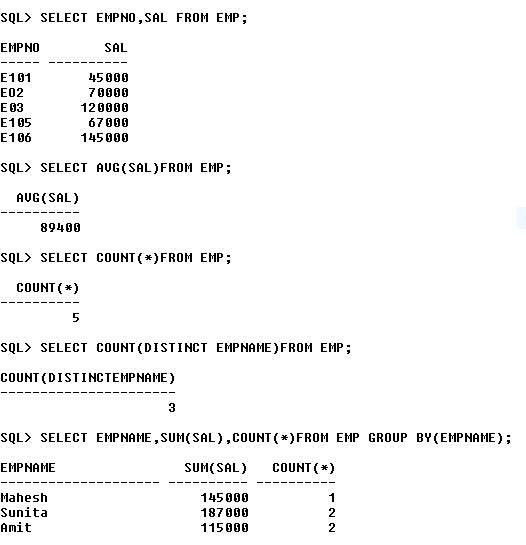 SQL> SELECT EMPNO,SAL FROM EMP;
EMPNO        SAL
----- ----------
E101       45000
EO2        70000
E03       120000
E105       67000
E106      145000
SQL> SELECT AVG(SAL)FROM EMP;
  AVG(SAL)
----------
     89400
SQL> SELECT COUNT(*)FROM EMP;
  COUNT(*)
----------
         5
SQL> SELECT COUNT(DISTINCT EMPNAME)FROM EMP;
COUNT(DISTINCTEMPNAME)
----------------------
                     3
SQL> SELECT EMPNAME,SUM(SAL),COUNT(*)FROM EMP GROUP BY(EMPNAME);
EMPNAME                SUM(SAL)   COUNT(*)
-------------------- ---------- ----------
Mahesh                   145000          1
Sunita                   187000          2
Amit                     115000          2